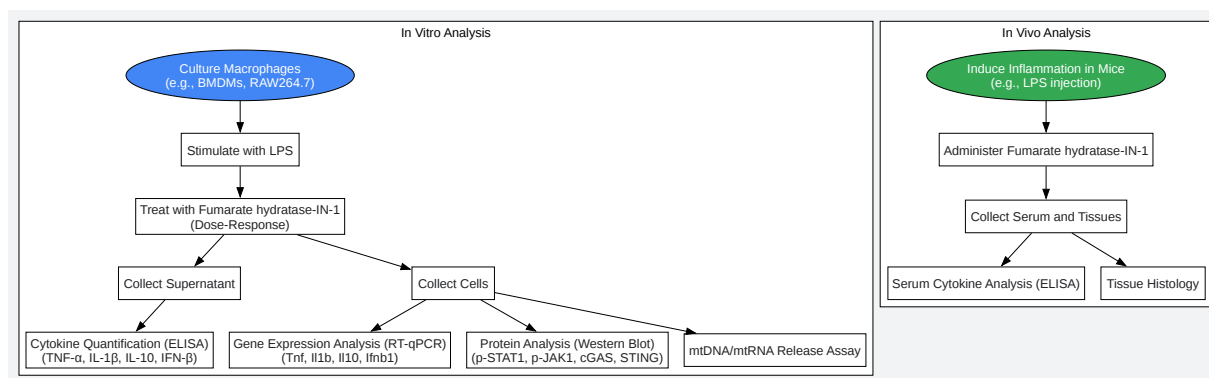 In Vitro Analysis
Culture Macrophages
(e.g., BMDMs, RAW264.7)
Stimulate with LPS
Treat with Fumarate hydratase-IN-1
(Dose-Response)
Collect Supernatant
Collect Cells
Cytokine Quantification (ELISA)
(TNF-α, IL-1β, IL-10, IFN-β)
Gene Expression Analysis (RT-qPCR)
(Tnf, Il1b, Il10, Ifnb1)
Protein Analysis (Western Blot)
(p-STAT1, p-JAK1, cGAS, STING)
mtDNA/mtRNA Release Assay
In Vivo Analysis
Induce Inflammation in Mice
(e.g., LPS injection)
Administer Fumarate hydratase-IN-1
Collect Serum and Tissues
Serum Cytokine Analysis (ELISA)
Tissue Histology